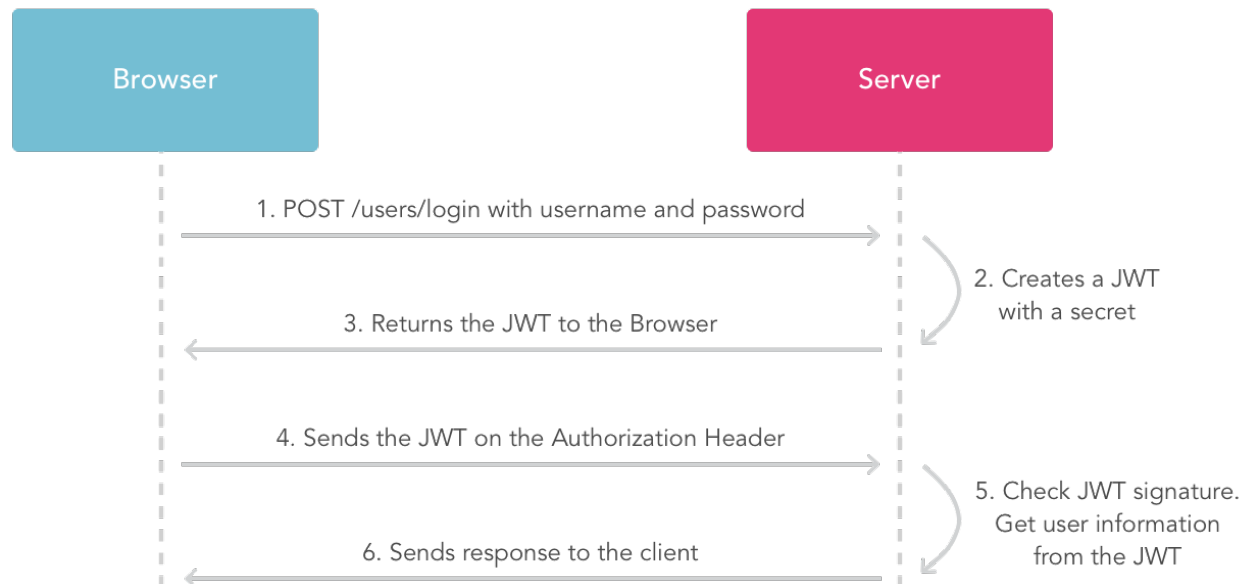 Browser
Server
1. POST /users/login with username and password
2. Creates a JWT
with a secret
3. Returns the JWT to the Browser
4. Sends the JWT on the Authorization Header
5. Check JWT signature.
Get user information
from the JWT
6. Sends response to the client